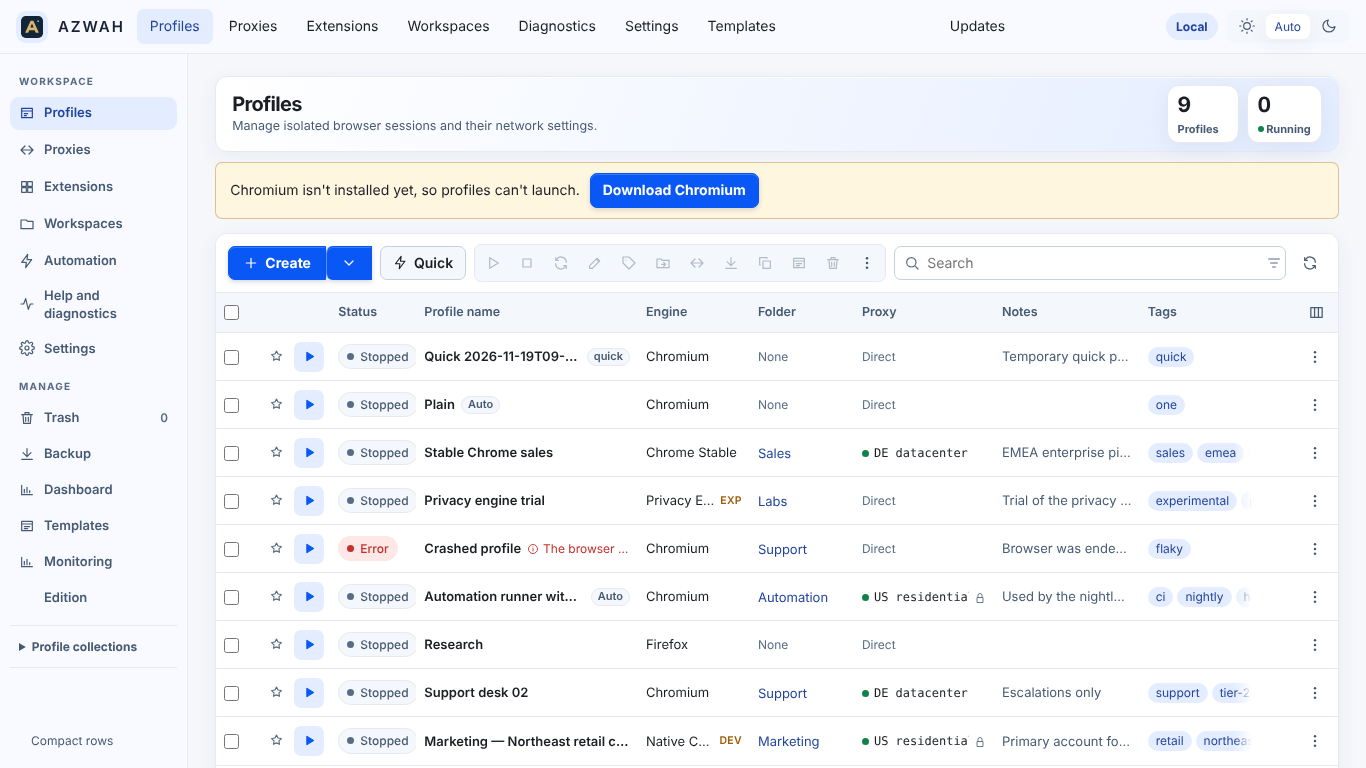 AZWAH
Profiles
Proxies
Extensions
Workspaces
Diagnostics
Settings
Templates
Updates
Local
Auto
WORKSPACE
Profiles
Proxies
Extensions
Workspaces
Automation
Help and
diagnostics
Settings
MANAGE
Trash 0
Backup
Dashboard
Templates
Monitoring
Edition
Profile collections
Compact rows
Profiles
Manage isolated browser sessions and their network settings.
9
Profiles
0
Running
Chromium isn't installed yet, so profiles can't launch. Download Chromium
Create Quick Search
Status Profile name Engine Folder Proxy Notes Tags
Stopped Quick 2026-11-19T09-... quick Chromium None Direct Temporary quick p... quick
Stopped Plain Auto Chromium None Direct one
Stopped Stable Chrome sales Chrome Stable Sales DE datacenter EMEA enterprise pi... sales emea
Stopped Privacy engine trial Privacy E... EXP Labs Direct Trial of the privacy ... experimental
Error Crashed profile The browser ... Chromium Support Direct Browser was ende... flaky
Stopped Automation runner wit... Auto Chromium Automation US residentia Used by the nightl... ci nightly h
Stopped Research Firefox None Direct
Stopped Support desk 02 Chromium Support DE datacenter Escalations only support tier-2
Stopped Marketing — Northeast retail c... Native C... DEV Marketing US residentia Primary account fo... retail northeas